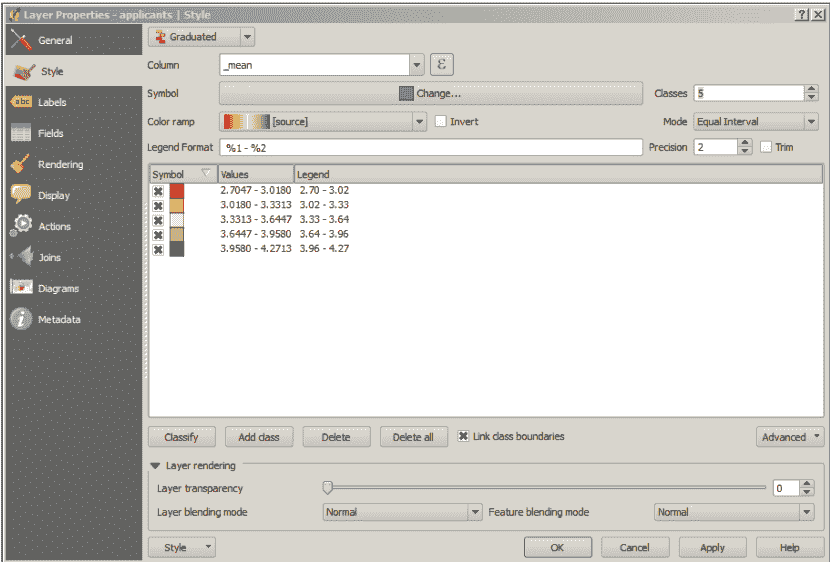 Layer Properties - applicants | Style
General
Style
Labels
Fields
Rendering
Display
Actions
Joins
Diagrams
Metadata
Graduated
Column _mean ε
Symbol Change... Classes 5
Color ramp [source] Invert Mode Equal Interval
Legend Format %1 - %2 Precision 2 Trim
Symbol Values Legend
2.7047 - 3.0180 2.70 - 3.02
3.0180 - 3.3313 3.02 - 3.33
3.3313 - 3.6447 3.33 - 3.64
3.6447 - 3.9580 3.64 - 3.96
3.9580 - 4.2713 3.96 - 4.27
Classify Add class Delete Delete all Link class boundaries Advanced
Layer rendering
Layer transparency 0
Layer blending mode Normal Feature blending mode Normal
Style OK Cancel Apply Help